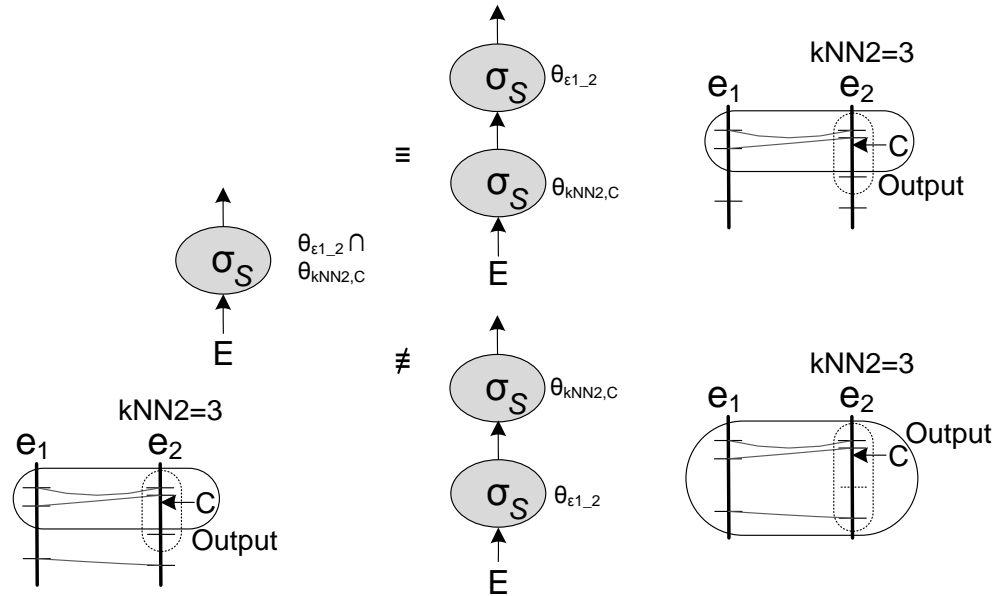 σS
θε1_2 ∩
θkNN2,C
E
kNN2=3
e1 e2
C
Output
≡
σS θε1_2
σS θkNN2,C
E
kNN2=3
e1 e2
C
Output
≢
σS θkNN2,C
σS θε1_2
E
kNN2=3
e1 e2
Output
C